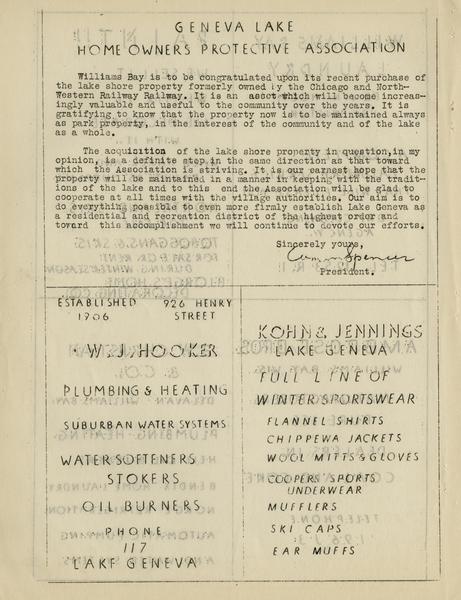 GENEVA LAKE
HOME OWNERS PROTECTIVE ASSOCIATION
Williams Bay is to be congratulated upon its recent purchase of
the lake shore property formerly owned by the Chicago and North-
Western Railway Railway. It is an asset which will become increas-
ingly valuable and useful to the community over the years. It is
gratifying to know that the property now is to be maintained always
as park property, in the interest of the community and of the lake
as a whole.
The acquisition of the lake shore property in question, in my
opinion, is a definite step in the same direction as that toward
which the Association is striving. It is our earnest hope that the
property will be maintained in a manner in keeping with the tradit-
ions of the lake and to this end the Association will be glad to
cooperate at all times with the village authorities. Our aim is to
do everything possible to even more firmly establish Lake Geneva as
a residential and recreation district of the highest order and
toward this accomplishment we will continue to devote our efforts.
Sincerely yours,
Spencer
President.
ESTABLISHED 926 HENRY
1906 STREET
W.J. HOOKER
PLUMBING & HEATING
SUBURBAN WATER SYSTEMS
WATER SOFTENERS
STOKERS
OIL BURNERS
PHONE
117
LAKE GENEVA
KOHN & JENNINGS
LAKE GENEVA
FULL LINE OF
WINTER SPORTSWEAR
FLANNEL SHIRTS
CHIPPEWA JACKETS
WOOL MITTS & GLOVES
COOPERS SPORTS
UNDERWEAR
MUFFLERS
SKI CAPS
EAR MUFFS